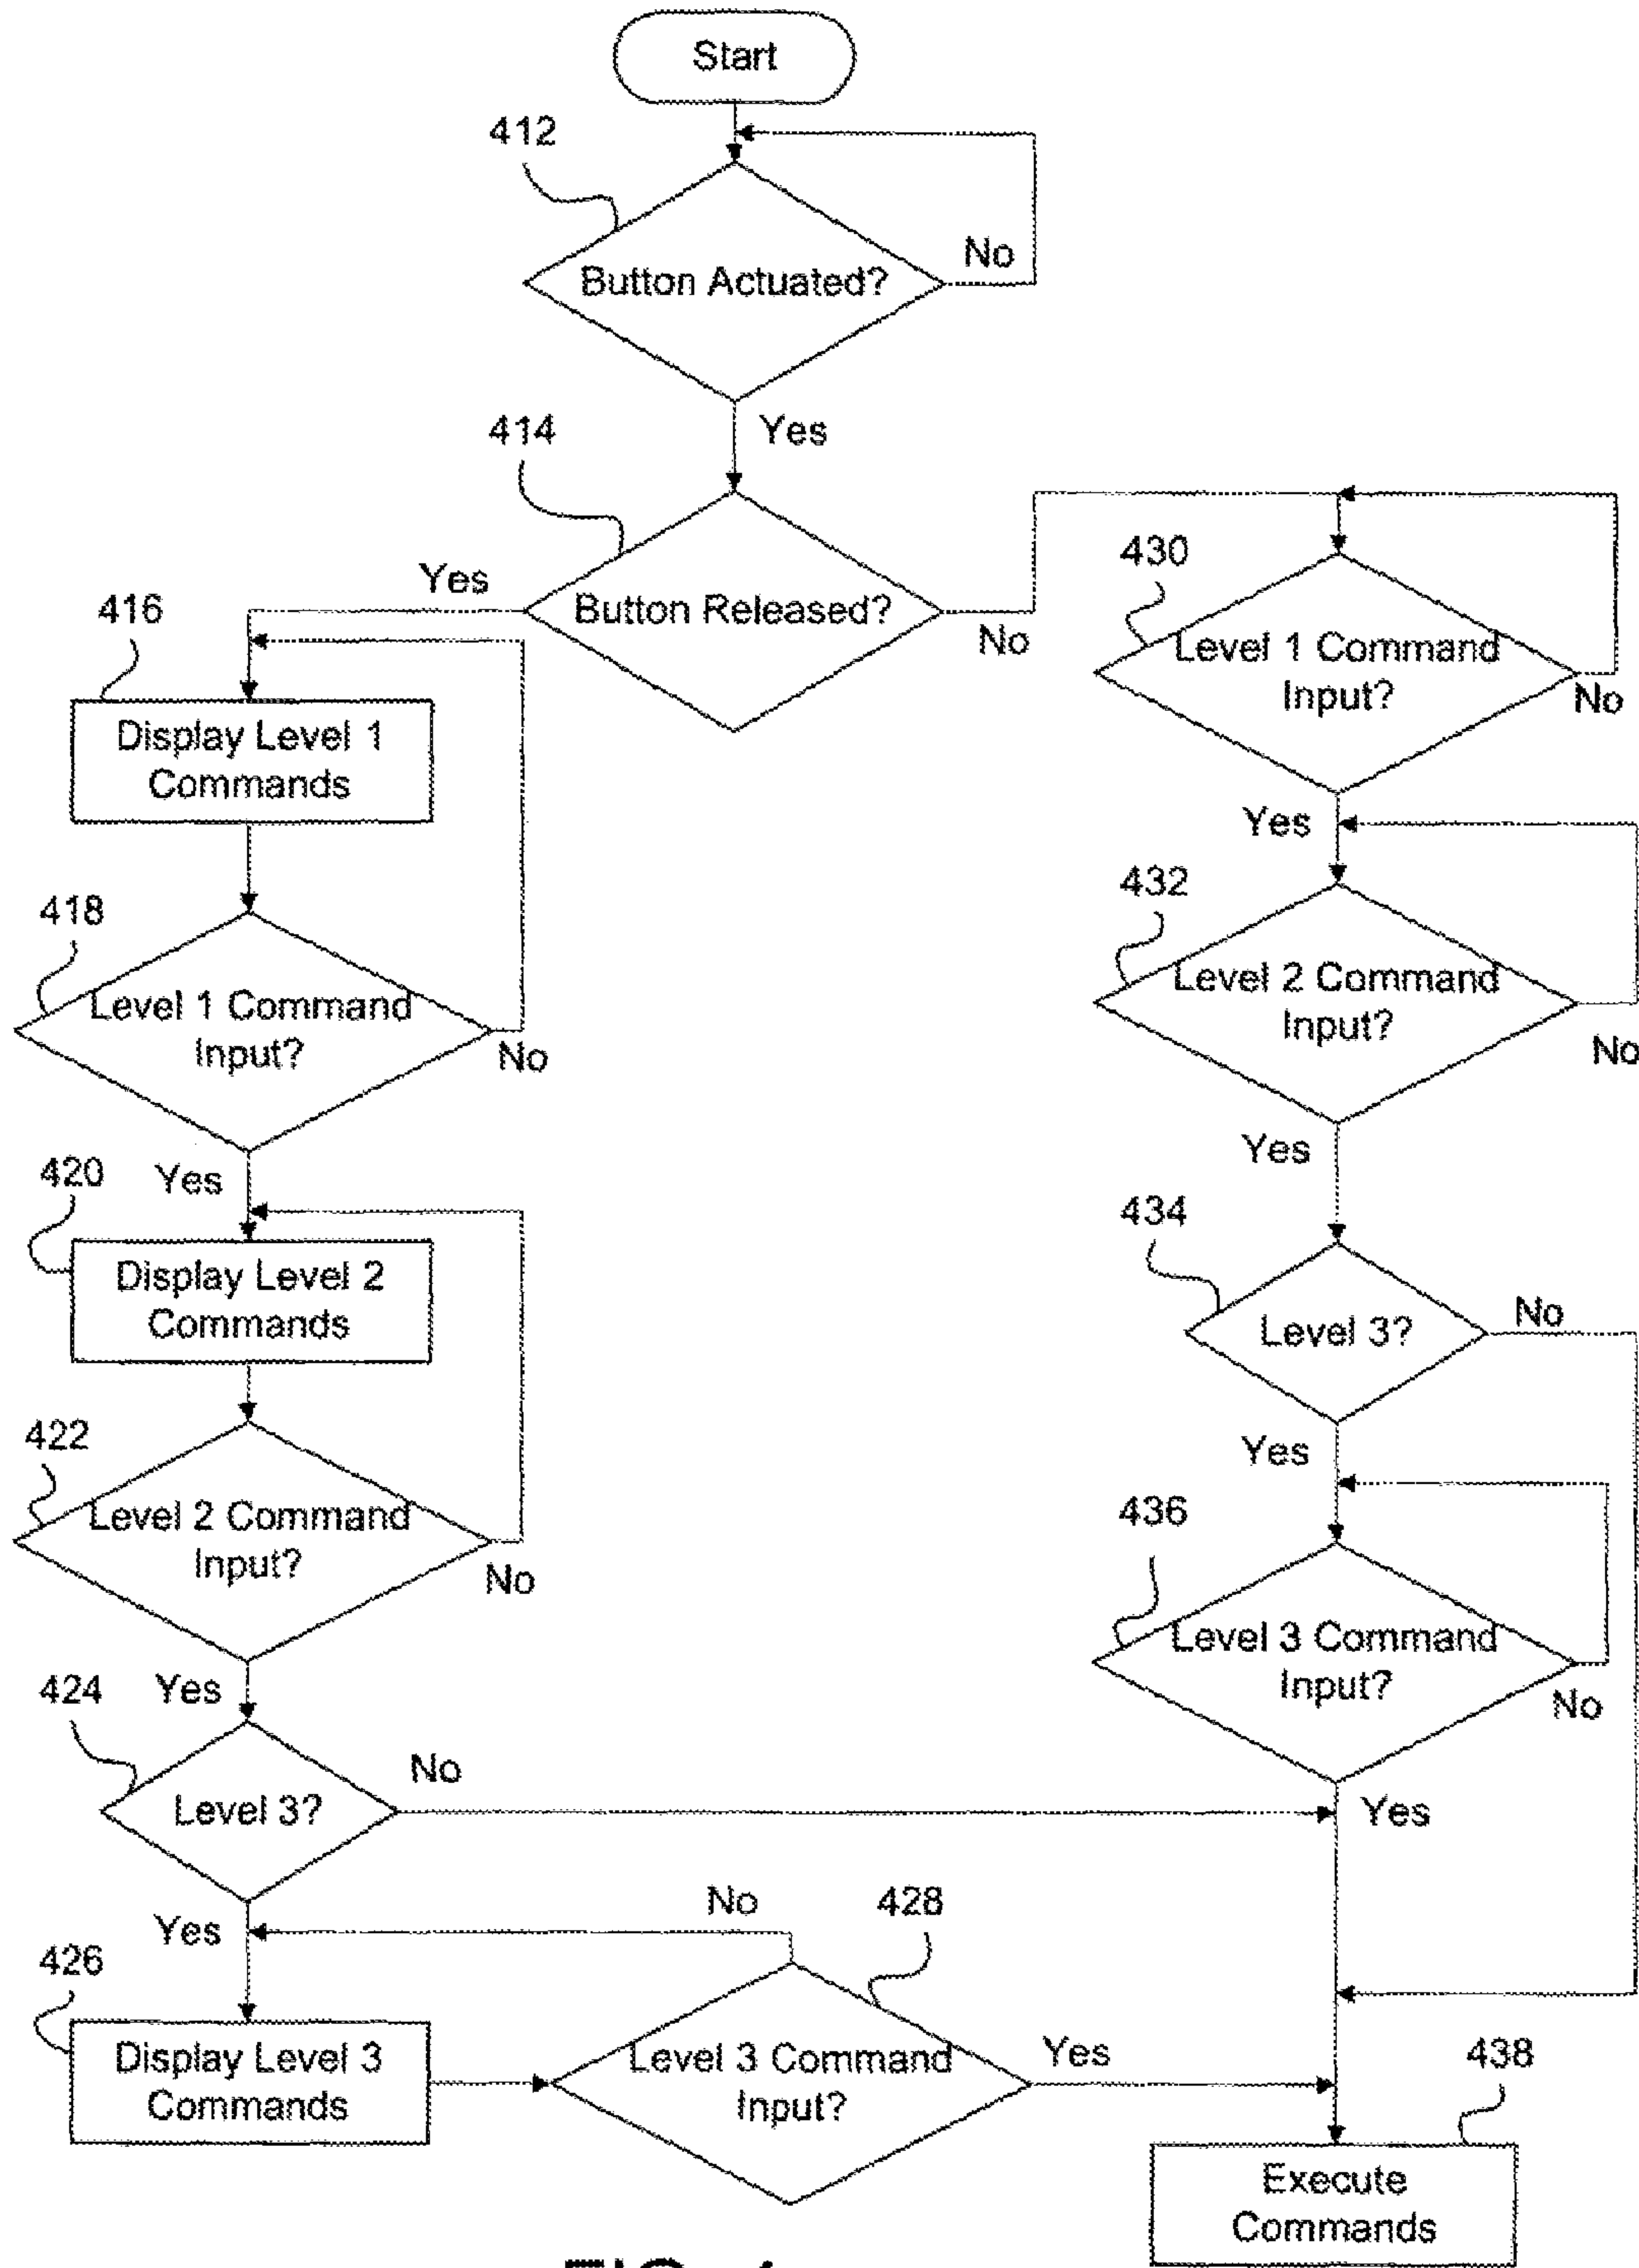 Start
412
Button Actuated?
No
Yes
414
Button Released?
Yes
No
416
Display Level 1
Commands
418
Level 1 Command
Input?
No
Yes
420
Display Level 2
Commands
422
Level 2 Command
Input?
No
Yes
424
Level 3?
No
Yes
426
Display Level 3
Commands
428
No
Level 3 Command
Input?
Yes
430
Level 1 Command
Input?
No
Yes
432
Level 2 Command
Input?
No
Yes
434
Level 3?
No
Yes
436
Level 3 Command
Input?
No
Yes
438
Execute
Commands